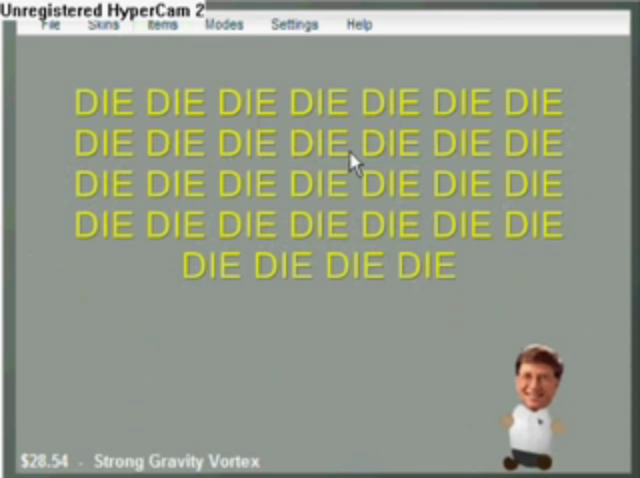 Unregistered HyperCam 2
File Skins Items Modes Settings Help
DIE DIE DIE DIE DIE DIE DIE
DIE DIE DIE DIE DIE DIE DIE
DIE DIE DIE DIE DIE DIE DIE
DIE DIE DIE DIE DIE DIE DIE
DIE DIE DIE DIE
$28.54 - Strong Gravity Vortex